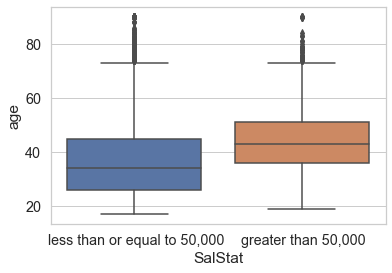 80
60
40
20
age
less than or equal to 50,000 greater than 50,000
SalStat